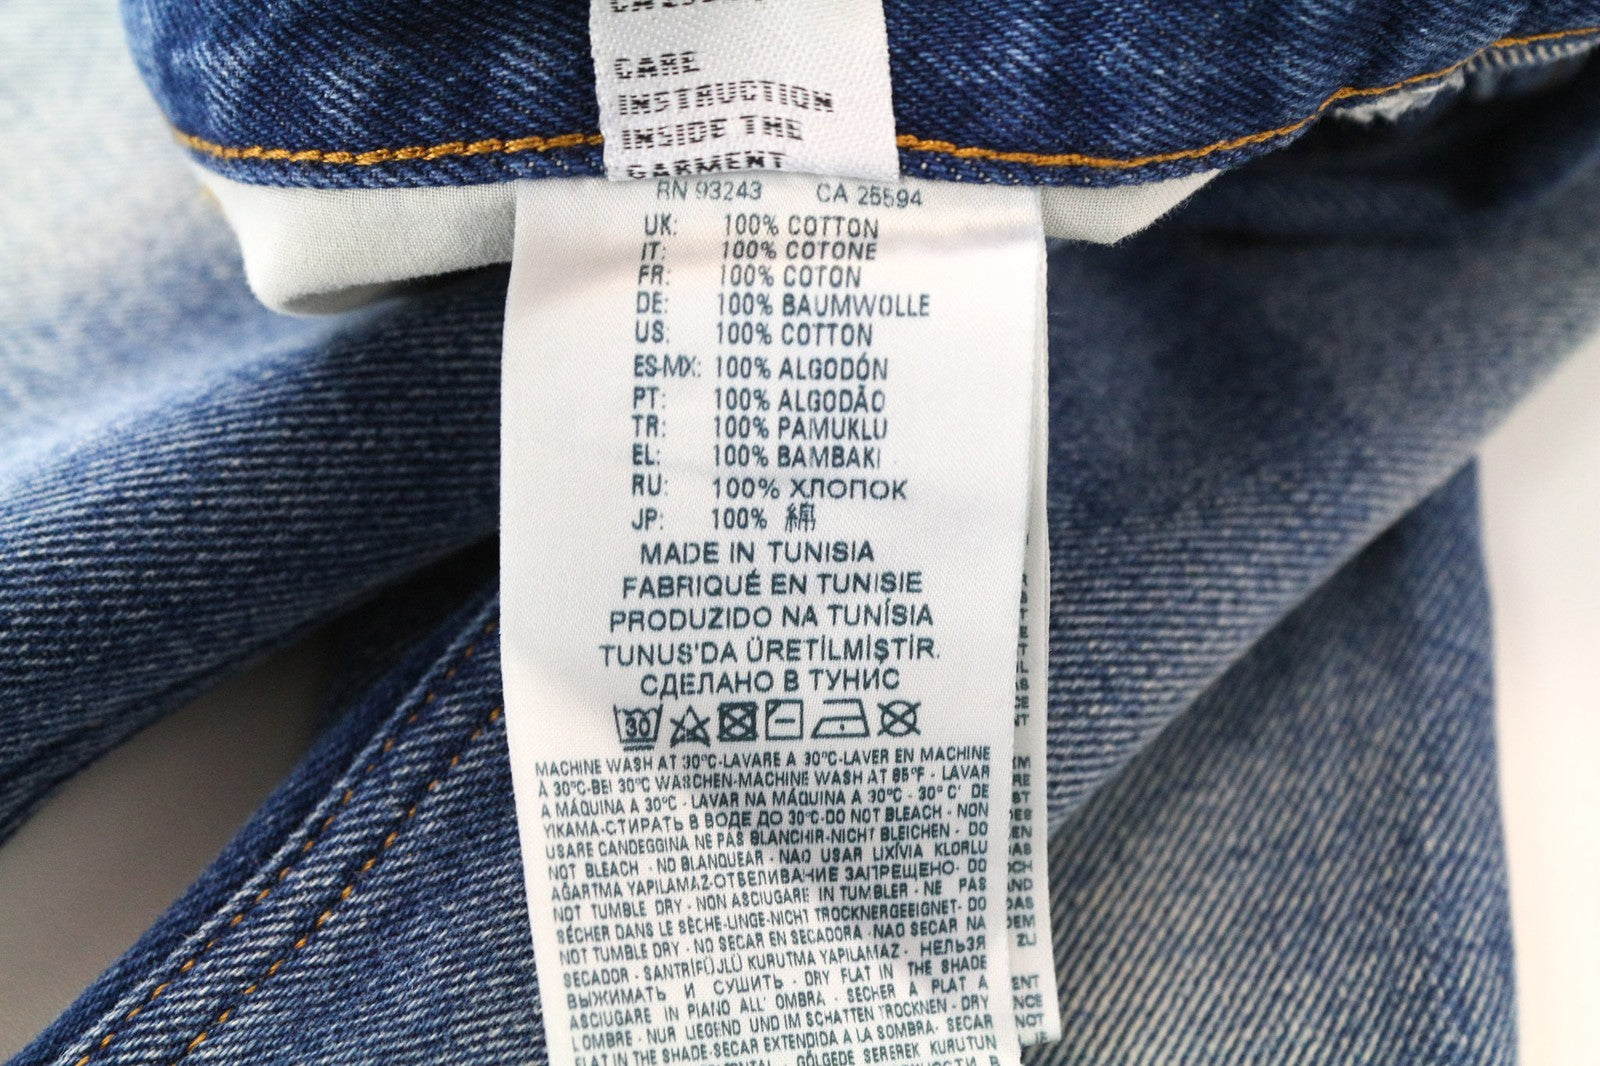 CARE
INSTRUCTION
INSIDE THE
GARMENT
RN 93243 CA 25594
UK: 100% COTTON
IT: 100% COTONE
FR: 100% COTON
DE: 100% BAUMWOLLE
US: 100% COTTON
ES-MX: 100% ALGODÓN
PT: 100% ALGODÃO
TR: 100% PAMUKLU
EL: 100% BAMBAKI
RU: 100% ХЛОПОК
JP: 100% 綿
MADE IN TUNISIA
FABRIQUÉ EN TUNISIE
PRODUZIDO NA TUNÍSIA
TUNUS'DA ÜRETİLMİŞTİR.
СДЕЛАНО В ТУНИС
30
MACHINE WASH AT 30°C-LAVARE A 30°C-LAVER EN MACHINE
À 30°C-BEI 30°C WASCHEN-MACHINE WASH AT 86°F - LAVAR
A MÁQUINA A 30°C - LAVAR NA MÁQUINA A 30°C - 30° C' DE
YIKAMA-СТИРАТЬ В ВОДЕ ДО 30°C-DO NOT BLEACH - NON
USARE CANDEGGINA NE PAS BLANCHIR-NICHT BLEICHEN - DO
NOT BLEACH - NO BLANQUEAR - NAO USAR LIXÍVIA KLORLU
AĞARTMA YAPILAMAZ-ОТБЕЛИВАНИЕ ЗАПРЕЩЕНО- DO
NOT TUMBLE DRY - NON ASCIUGARE IN TUMBLER - NE PAS
SÉCHER DANS LE SÈCHE-LINGE-NICHT TROCKNERGEEIGNET- DO
NOT TUMBLE DRY - NO SECAR EN SECADORA - NAO SECAR NA
SECADOR - SANTRİFÜJLÜ KURUTMA YAPILAMAZ - НЕЛЬЗЯ
ВЫЖИМАТЬ И СУШИТЬ - DRY FLAT IN THE SHADE
ASCIUGARE IN PIANO ALL' OMBRA - SÉCHER A PLAT A
L'OMBRE - NUR LIEGEND UND IM SCHATTEN TROCKNEN - DRY
FLAT IN THE SHADE-SECAR EXTENDIDA A LA SOMBRA- SECAR
GÖLGEDE SEREREK KURUTUN